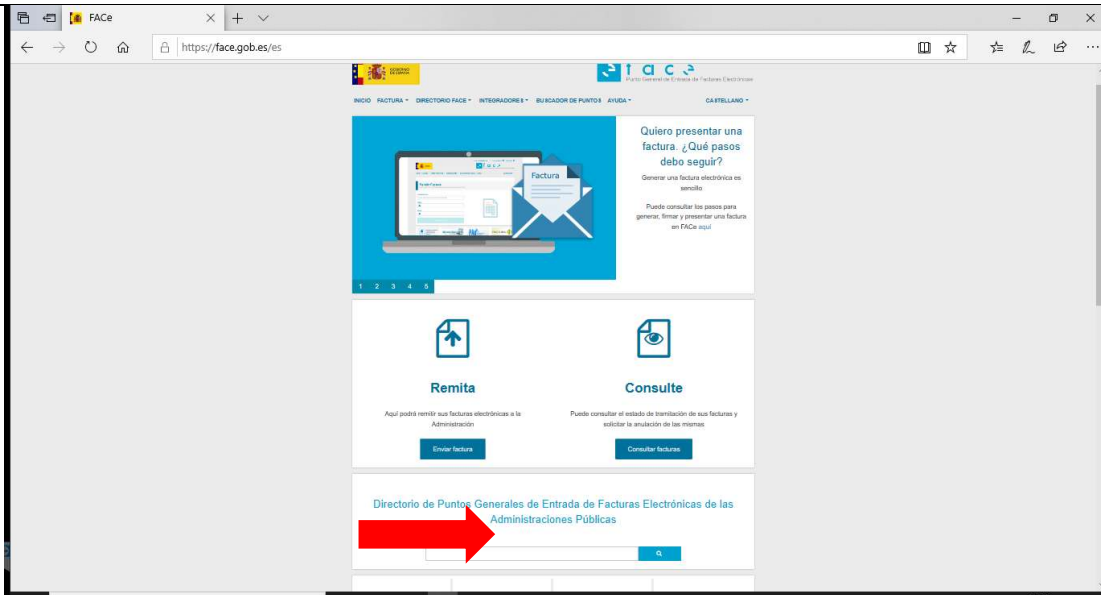 FACe
https://face.gob.es/es
GOBIERNO
DE ESPAÑA
face
Punto General de Entrada de Facturas Electrónicas
INICIO FACTURA DIRECTORIO FACE INTEGRADORES BUSCADOR DE PUNTOS AYUDA CASTELLANO
Factura
Quiero presentar una
factura. ¿Qué pasos
debo seguir?
Generar una factura electrónica es
sencillo
Puede consultar los pasos para
generar, firmar y presentar una factura
en FACe aquí
1 2 3 4 5
Remita
Aquí podrá remitir sus facturas electrónicas a la
Administración
Enviar factura
Consulte
Puede consultar el estado de tramitación de sus facturas y
solicitar la anulación de las mismas
Consultar facturas
Directorio de Puntos Generales de Entrada de Facturas Electrónicas de las
Administraciones Públicas